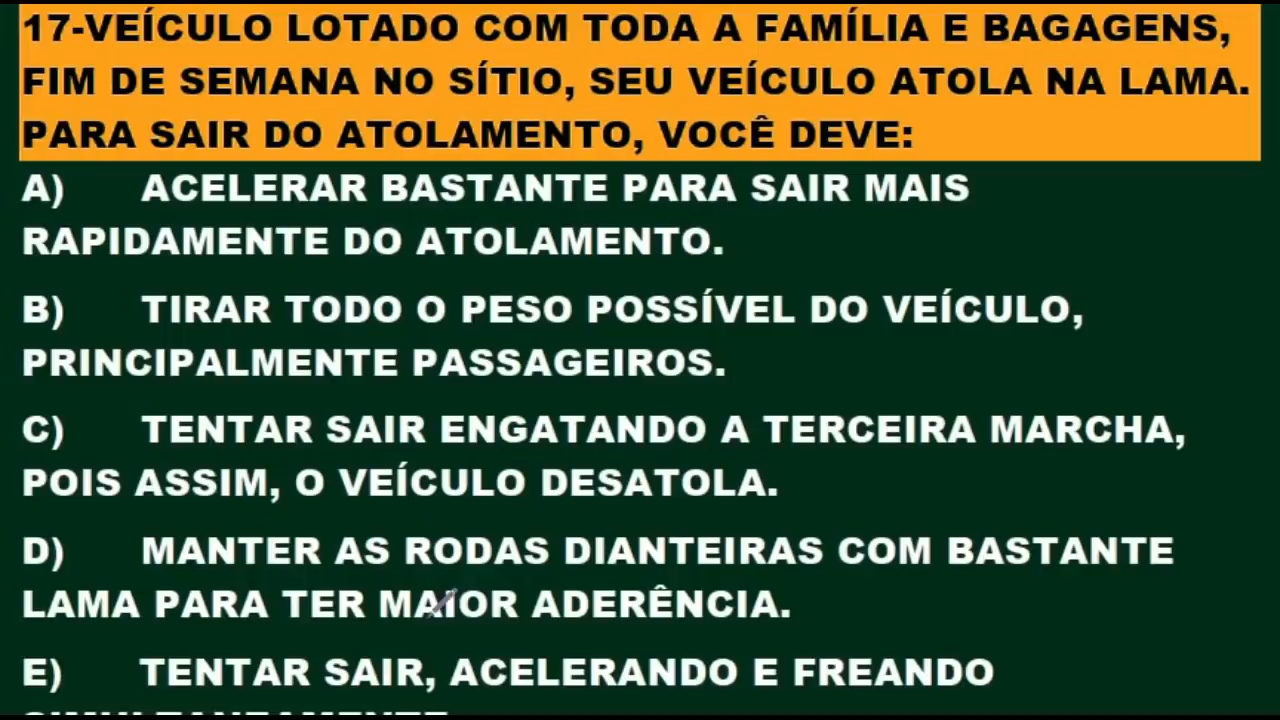 17-VEÍCULO LOTADO COM TODA A FAMÍLIA E BAGAGENS,
FIM DE SEMANA NO SÍTIO, SEU VEÍCULO ATOLA NA LAMA.
PARA SAIR DO ATOLAMENTO, VOCÊ DEVE:
A) ACELERAR BASTANTE PARA SAIR MAIS
RAPIDAMENTE DO ATOLAMENTO.
B) TIRAR TODO O PESO POSSÍVEL DO VEÍCULO,
PRINCIPALMENTE PASSAGEIROS.
C) TENTAR SAIR ENGATANDO A TERCEIRA MARCHA,
POIS ASSIM, O VEÍCULO DESATOLA.
D) MANTER AS RODAS DIANTEIRAS COM BASTANTE
LAMA PARA TER MAIOR ADERÊNCIA.
E) TENTAR SAIR, ACELERANDO E FREANDO